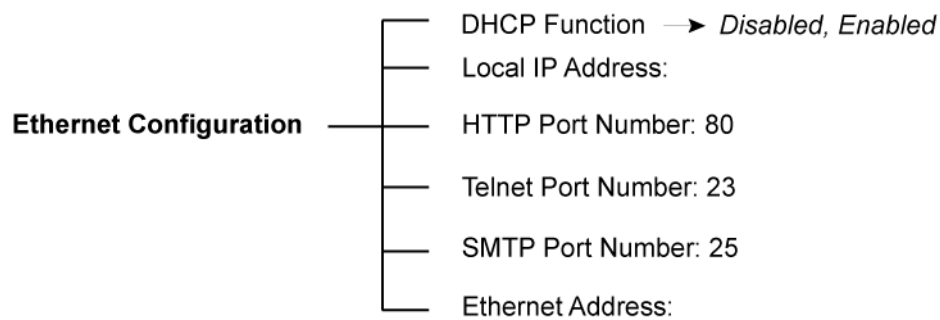 DHCP Function Disabled, Enabled
Local IP Address:
Ethernet Configuration
HTTP Port Number: 80
Telnet Port Number: 23
SMTP Port Number: 25
Ethernet Address: